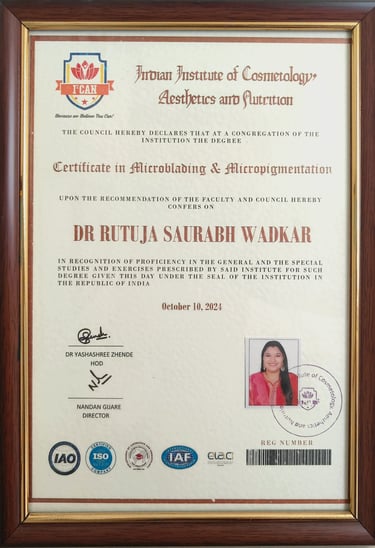 FCAN
Because we Believe You Can!
Indian Institute of Cosmetology,
Aesthetics and Nutrition
THE COUNCIL HEREBY DECLARES THAT AT A CONGREGATION OF THE
INSTITUTION THE DEGREE
Certificate in Microblading & Micropigmentation
UPON THE RECOMMENDATION OF THE FACULTY AND COUNCIL HEREBY
CONFERS ON
DR RUTUJA SAURABH WADKAR
IN RECOGNITION OF PROFICIENCY IN THE GENERAL AND THE SPECIAL
STUDIES AND EXERCISES PRESCRIBED BY SAID INSTITUTE FOR SUCH
DEGREE GIVEN THIS DAY UNDER THE SEAL OF THE INSTITUTION IN
THE REPUBLIC OF INDIA
October 10, 2024
DR YASHASHREE ZHENDE
HOD
NANDAN GIJARE
DIRECTOR
REG NUMBER
IAO
ISO
IAF